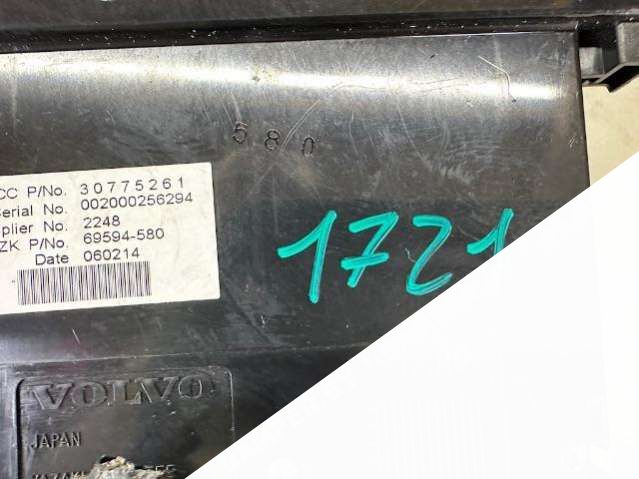 580
CC P/No. 30775261
Serial No. 002000256294
plier No. 2248
ZK P/No. 69594-580
Date 060214
1721
VOLVO
JAPAN